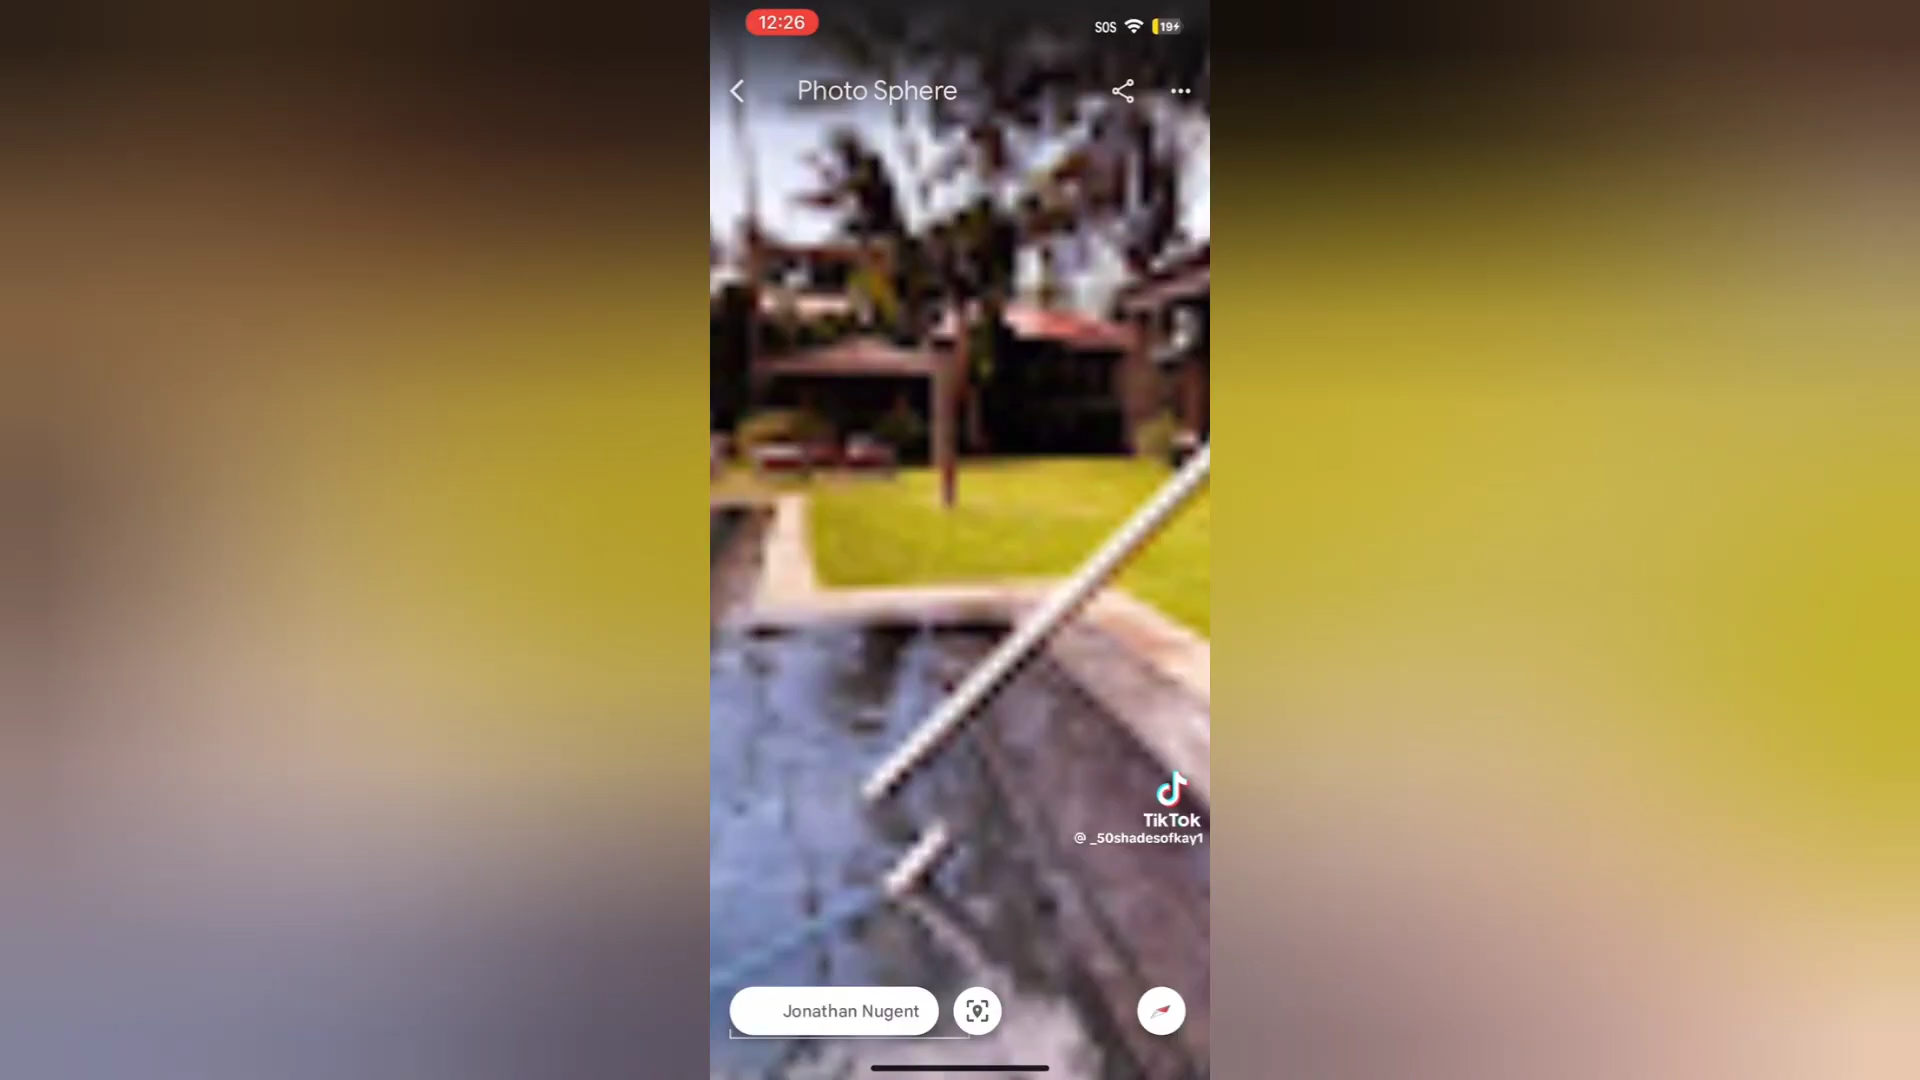 12:26
SOS
19
Photo Sphere
TikTok
@ _50shadesofkay1
Jonathan Nugent